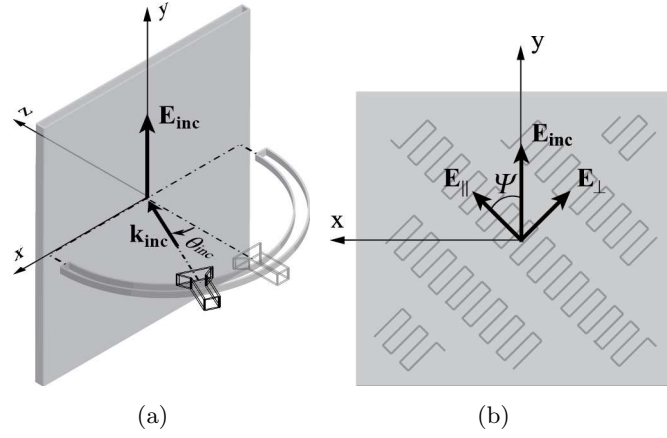 y
z
E_inc
x
k_inc
θ_inc
(a)
y
E_inc
E_∥
Ψ
E_⊥
x
(b)